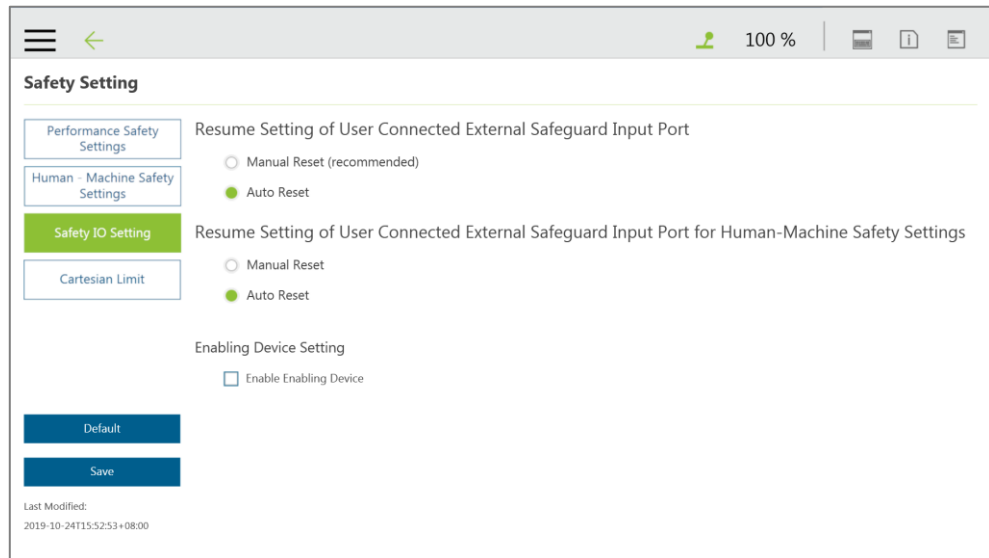 100 %
Safety Setting
Performance Safety
Settings
Human - Machine Safety
Settings
Safety IO Setting
Cartesian Limit
Default
Save
Last Modified:
2019-10-24T15:52:53+08:00
Resume Setting of User Connected External Safeguard Input Port
Manual Reset (recommended)
Auto Reset
Resume Setting of User Connected External Safeguard Input Port for Human-Machine Safety Settings
Manual Reset
Auto Reset
Enabling Device Setting
Enable Enabling Device